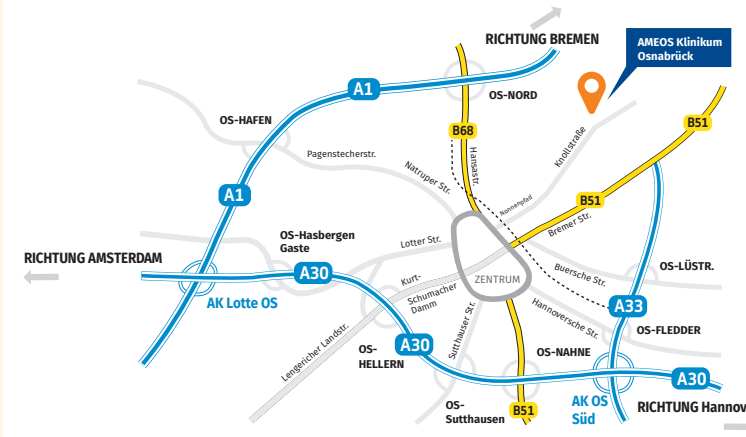 RICHTUNG BREMEN
AMEOS Klinikum
Osnabrück
A1
OS-NORD
OS-HAFEN
B68
B51
Pagenstecherstr.
Hansastr.
Knollstraße
Natruper Str.
A1
Nonnenpfad
B51
Bremer Str.
OS-Hasbergen
Gaste
Lotter Str.
RICHTUNG AMSTERDAM
A30
Kurt-
Schumacher
Damm
ZENTRUM
Buersche Str.
OS-LÜSTR.
AK Lotte OS
A33
Hannoversche Str.
OS-FLEDDER
Lengericher Landstr.
Sutthauser Str.
A30
OS-
HELLERN
OS-NAHNE
A30
AK OS
Süd
RICHTUNG Hannov
OS-
Sutthausen
B51